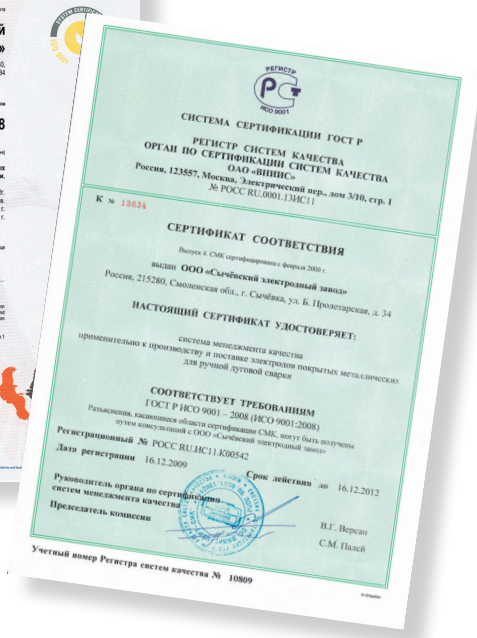 SYSTEM CERTIFIC
ISO 9001
РЕГИСТР
РСТ
ИСО 9001
СИСТЕМА СЕРТИФИКАЦИИ ГОСТ Р
РЕГИСТР СИСТЕМ КАЧЕСТВА
ОРГАН ПО СЕРТИФИКАЦИИ СИСТЕМ КАЧЕСТВА
ОАО «ВНИИС»
Россия, 123557, Москва, Электрический пер., дом 3/10, стр. 1
№ РОСС RU.0001.13ИС11
К № 13634
СЕРТИФИКАТ СООТВЕТСТВИЯ
Выпуск 4. СМК сертифицирована с февраля 2000 г.
выдан ООО «Сычёвский электродный завод»
Россия, 215280, Смоленская обл., г. Сычёвка, ул. Б. Пролетарская, д. 34
НАСТОЯЩИЙ СЕРТИФИКАТ УДОСТОВЕРЯЕТ:
система менеджмента качества
применительно к производству и поставке электродов покрытых металлических
для ручной дуговой сварки
СООТВЕТСТВУЕТ ТРЕБОВАНИЯМ
ГОСТ Р ИСО 9001 – 2008 (ИСО 9001:2008)
Разъяснения, касающиеся области сертификации СМК, могут быть получены
путем консультаций с ООО «Сычёвский электродный завод»
Регистрационный № РОСС RU.ИС11.К00542
Дата регистрации 16.12.2009 Срок действия до 16.12.2012
Руководитель органа по сертификации
систем менеджмента качества В.Г. Версан
Председатель комиссии С.М. Палей
Учетный номер Регистра систем качества № 10809